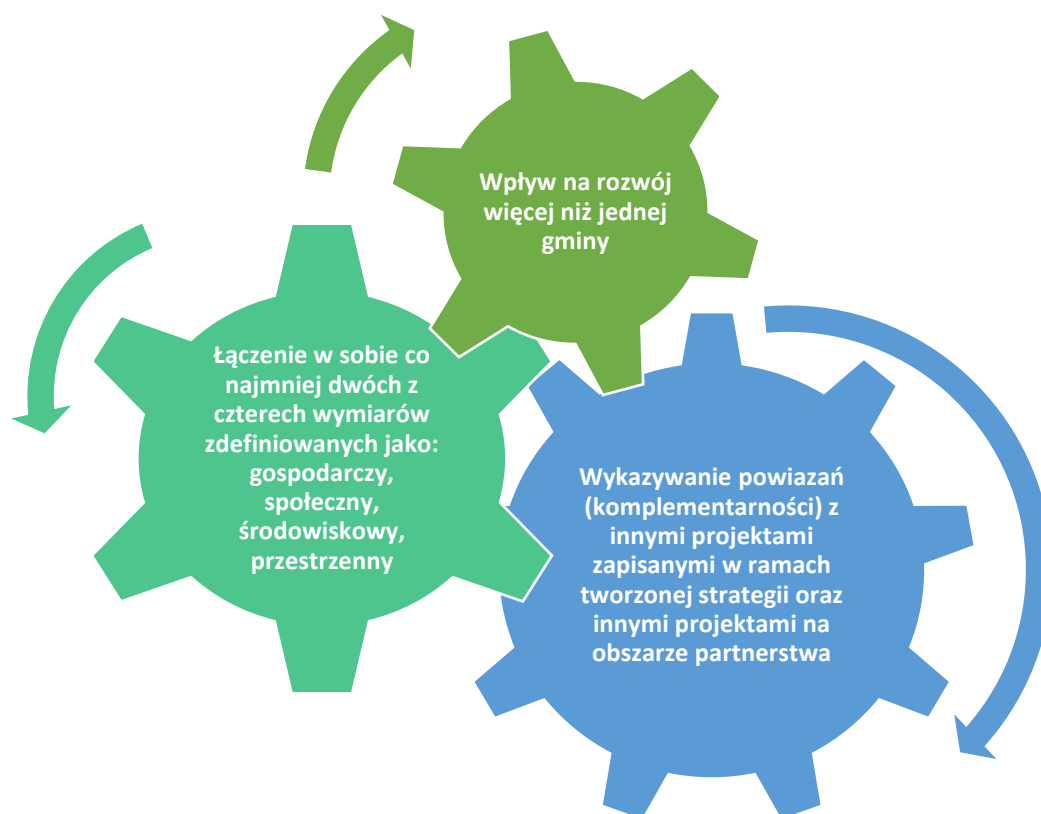 Wpływ na rozwój
więcej niż jednej
gminy
Łączenie w sobie co
najmniej dwóch z
czterech wymiarów
zdefiniowanych jako:
gospodarczy,
społeczny,
środowiskowy,
przestrzenny
Wykazywanie powiazań
(komplementarności) z
innymi projektami
zapisanymi w ramach
tworzonej strategii oraz
innymi projektami na
obszarze partnerstwa